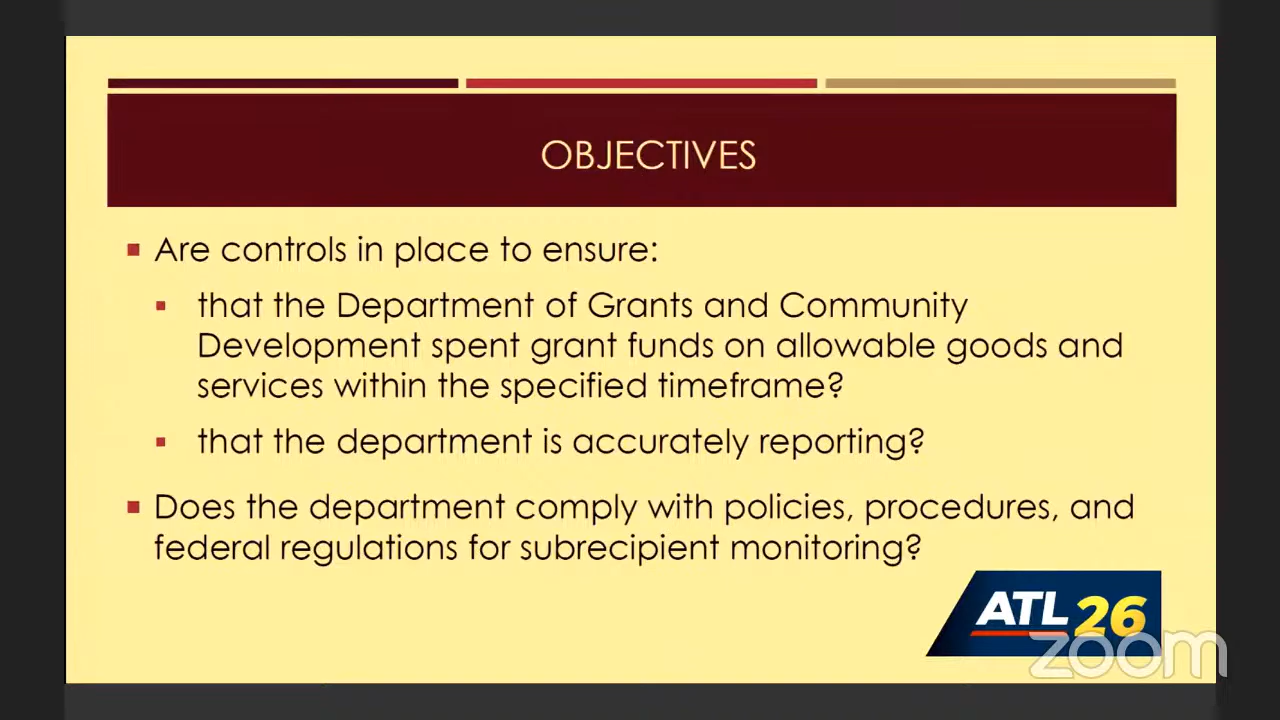 OBJECTIVES
▪ Are controls in place to ensure:
▪ that the Department of Grants and Community
Development spent grant funds on allowable goods and
services within the specified timeframe?
▪ that the department is accurately reporting?
▪ Does the department comply with policies, procedures, and
federal regulations for subrecipient monitoring?
ATL 26
zoom